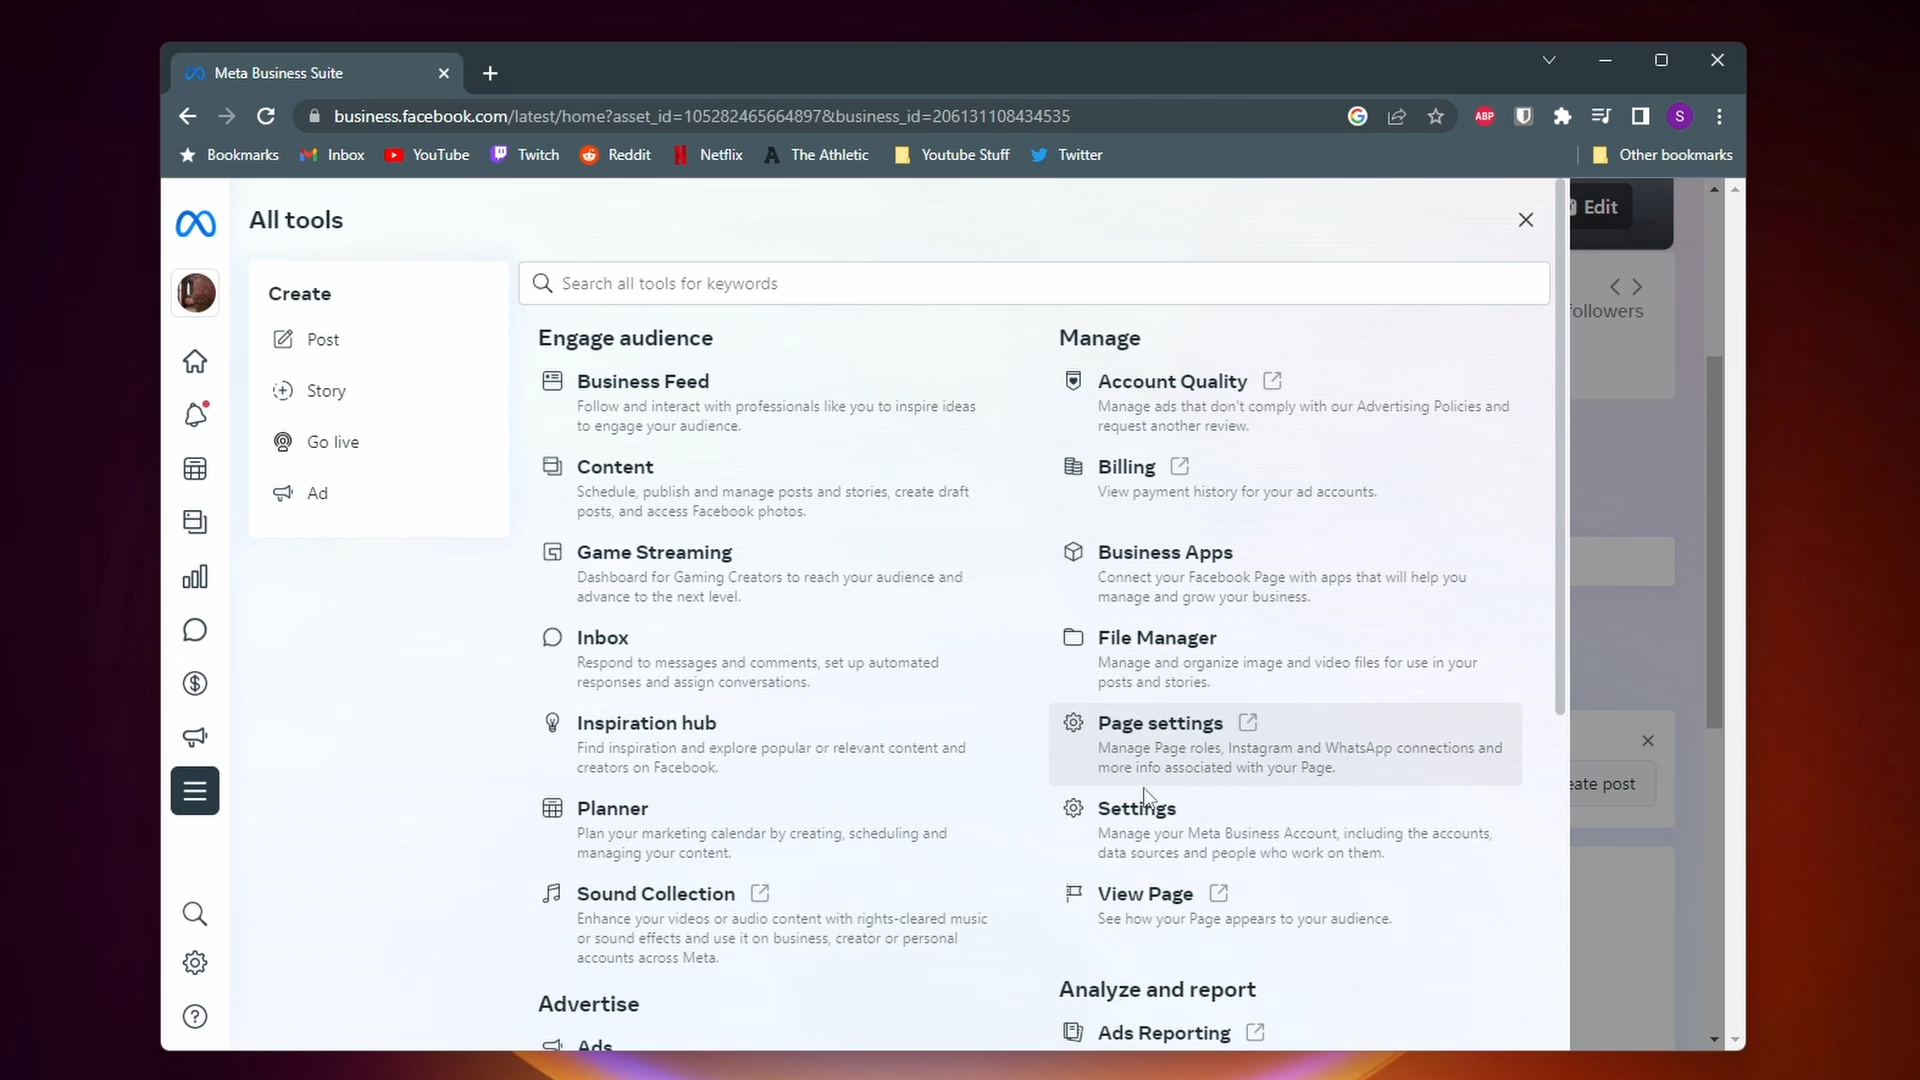 Meta Business Suite
business.facebook.com/latest/home?asset_id=105282465664897&business_id=206131108434535
ABP
S
Bookmarks Inbox YouTube Twitch Reddit Netflix The Athletic Youtube Stuff Twitter Other bookmarks
All tools
Edit
Create
Post
Story
Go live
Ad
Search all tools for keywords
Engage audience
Business Feed
Follow and interact with professionals like you to inspire ideas
to engage your audience.
Content
Schedule, publish and manage posts and stories, create draft
posts, and access Facebook photos.
Game Streaming
Dashboard for Gaming Creators to reach your audience and
advance to the next level.
Inbox
Respond to messages and comments, set up automated
responses and assign conversations.
Inspiration hub
Find inspiration and explore popular or relevant content and
creators on Facebook.
Planner
Plan your marketing calendar by creating, scheduling and
managing your content.
Sound Collection
Enhance your videos or audio content with rights-cleared music
or sound effects and use it on business, creator or personal
accounts across Meta.
Advertise
Ads
Manage
Account Quality
Manage ads that don't comply with our Advertising Policies and
request another review.
Billing
View payment history for your ad accounts.
Business Apps
Connect your Facebook Page with apps that will help you
manage and grow your business.
File Manager
Manage and organize image and video files for use in your
posts and stories.
Page settings
Manage Page roles, Instagram and WhatsApp connections and
more info associated with your Page.
Settings
Manage your Meta Business Account, including the accounts,
data sources and people who work on them.
View Page
See how your Page appears to your audience.
Analyze and report
Ads Reporting
followers
eate post